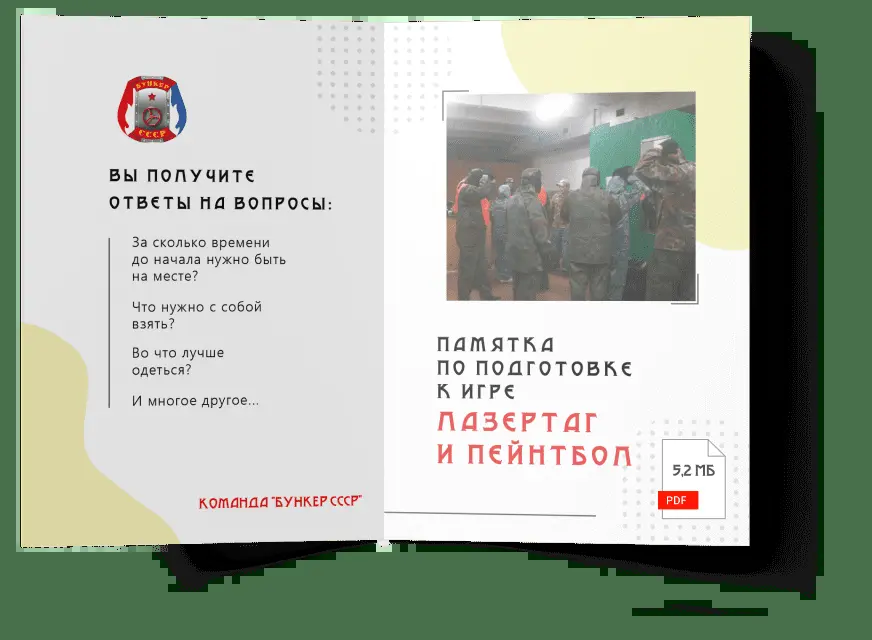 БУНКЕР
СССР
ВЫ ПОЛУЧИТЕ
ОТВЕТЫ НА ВОПРОСЫ:
За сколько времени
до начала нужно быть
на месте?
Что нужно с собой
взять?
Во что лучше
одеться?
И многое другое...
КОМАНДА "БУНКЕР СССР"
ПАМЯТКА
ПО ПОДГОТОВКЕ
К ИГРЕ
ЛАЗЕРТАГ
И ПЕЙНТБОЛ
5,2 МБ
PDF